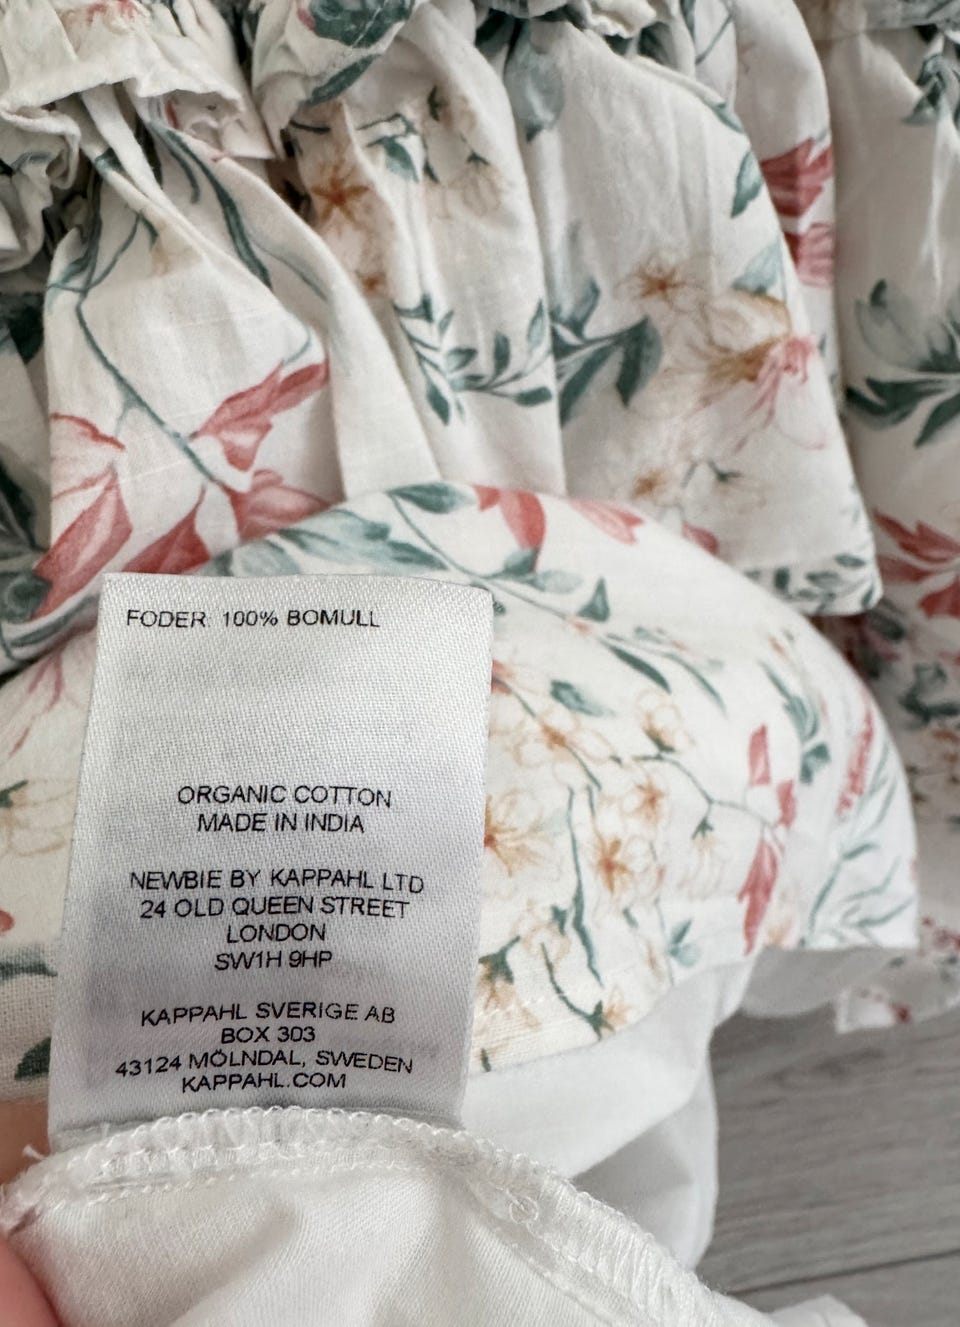 FODER: 100% BOMULL
ORGANIC COTTON
MADE IN INDIA
NEWBIE BY KAPPAHL LTD
24 OLD QUEEN STREET
LONDON
SW1H 9HP
KAPPAHL SVERIGE AB
BOX 303
43124 MÖLNDAL, SWEDEN
KAPPAHL.COM